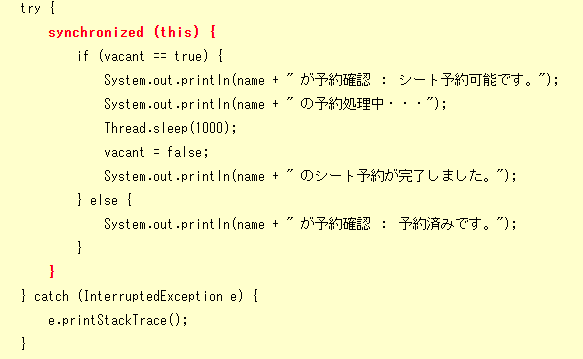 try {
    synchronized (this) {
        if (vacant == true) {
            System.out.println(name + " が予約確認 : シート予約可能です。");
            System.out.println(name + " の予約処理中・・・");
            Thread.sleep(1000);
            vacant = false;
            System.out.println(name + " のシート予約が完了しました。");
        } else {
            System.out.println(name + " が予約確認 : 予約済みです。");
        }
    }
} catch (InterruptedException e) {
    e.printStackTrace();
}